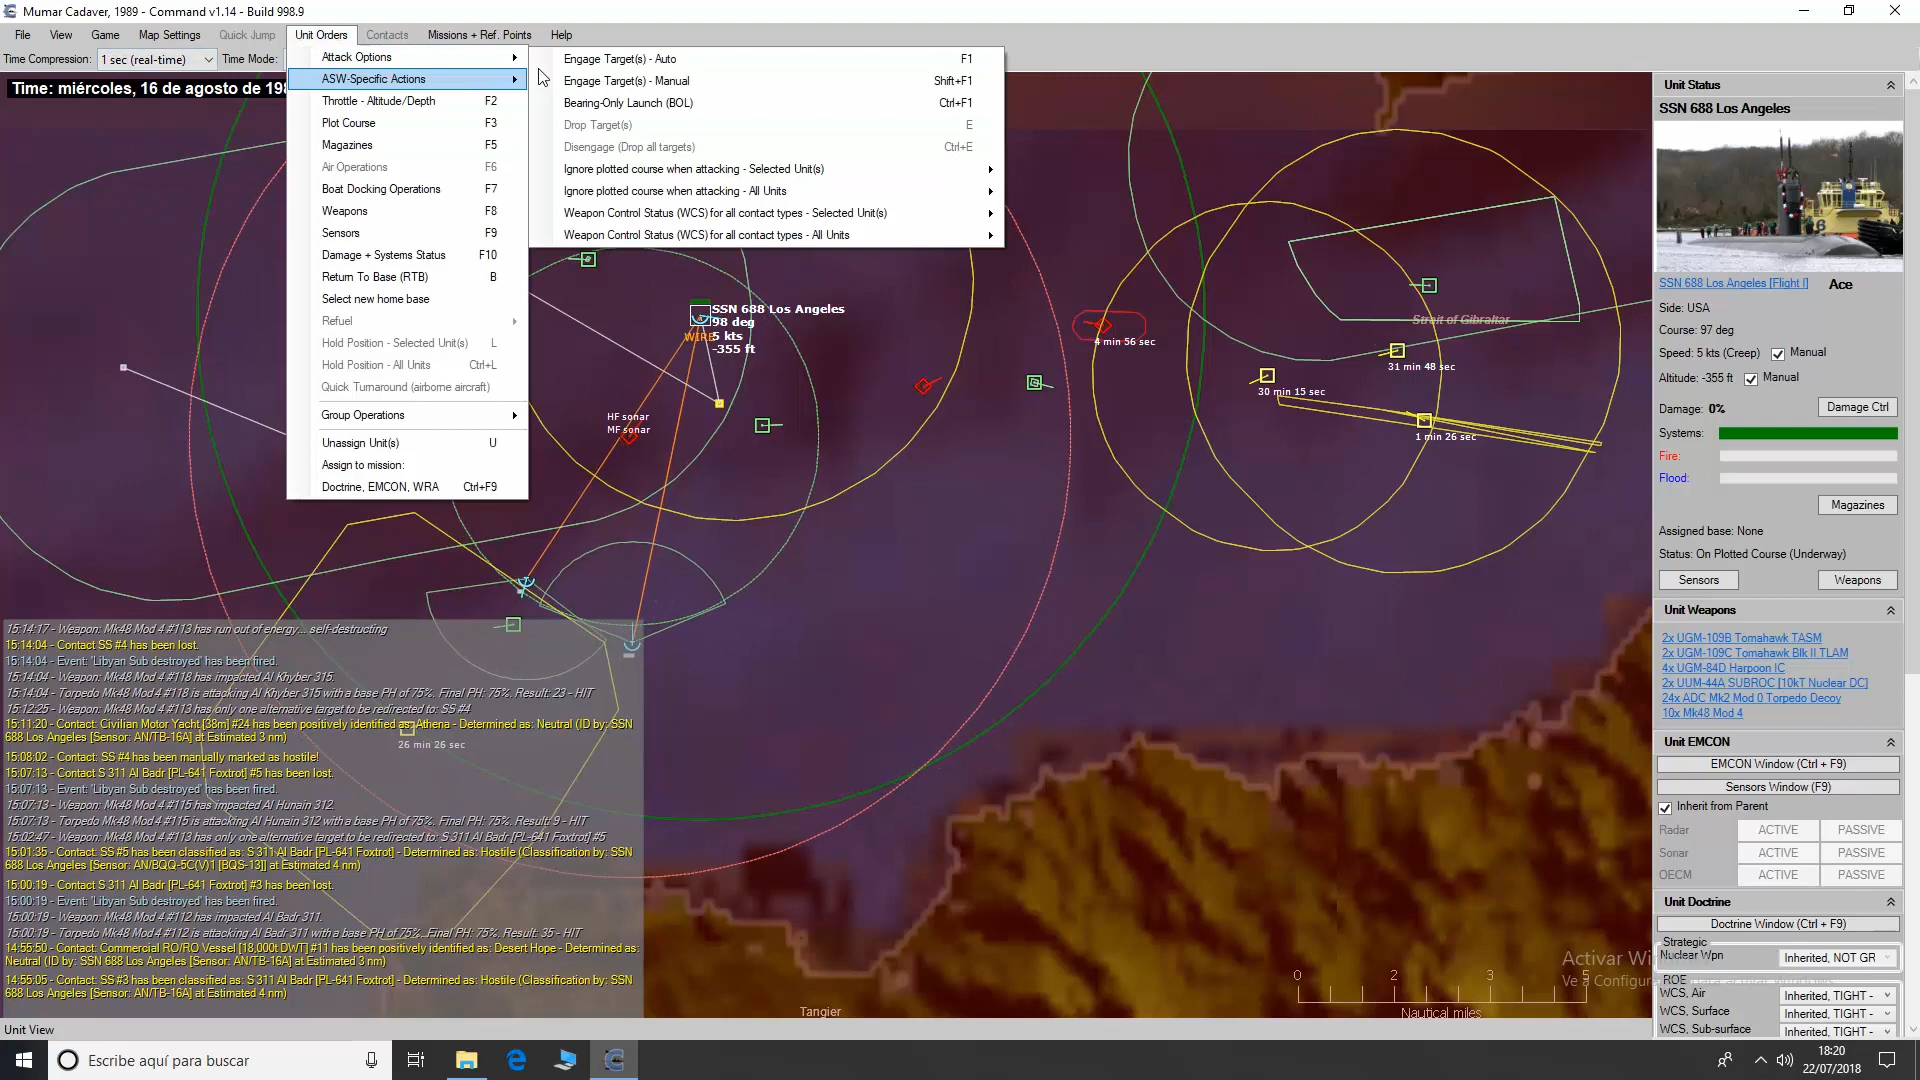 Mumar Cadaver, 1989 - Command v1.14 - Build 998.9
File View Game Map Settings Quick Jump Unit Orders Contacts Missions + Ref. Points Help
Time Compression: 1 sec (real-time) Time Mode:
Time: miércoles, 16 de agosto de 198
Attack Options
ASW-Specific Actions
Throttle - Altitude/Depth F2
Plot Course F3
Magazines F5
Air Operations F6
Boat Docking Operations F7
Weapons F8
Sensors F9
Damage + Systems Status F10
Return To Base (RTB) B
Select new home base
Refuel
Hold Position - Selected Unit(s) L
Hold Position - All Units Ctrl+L
Quick Turnaround (airborne aircraft)
Group Operations
Unassign Unit(s) U
Assign to mission:
Doctrine, EMCON, WRA Ctrl+F9
Engage Target(s) - Auto F1
Engage Target(s) - Manual Shift+F1
Bearing-Only Launch (BOL) Ctrl+F1
Drop Target(s) E
Disengage (Drop all targets) Ctrl+E
Ignore plotted course when attacking - Selected Unit(s)
Ignore plotted course when attacking - All Units
Weapon Control Status (WCS) for all contact types - Selected Unit(s)
Weapon Control Status (WCS) for all contact types - All Units
SSN 688 Los Angeles
98 deg
WIRE 5 kts
-355 ft
HF sonar
MF sonar
4 min 56 sec
Strait of Gibraltar
31 min 48 sec
30 min 15 sec
1 min 26 sec
26 min 26 sec
15:14:17 - Weapon: Mk48 Mod 4 #113 has run out of energy... self-destructing
15:14:04 - Contact SS #4 has been lost.
15:14:04 - Event: 'Libyan Sub destroyed' has been fired.
15:14:04 - Weapon: Mk48 Mod 4 #118 has impacted Al Khyber 315.
15:14:04 - Torpedo Mk48 Mod 4 #118 is attacking Al Khyber 315 with a base PH of 75%. Final PH: 75%. Result: 23 - HIT
15:12:25 - Weapon: Mk48 Mod 4 #113 has only one alternative target to be redirected to: SS #4
15:11:20 - Contact: Civilian Motor Yacht [38m] #24 has been positively identified as: Athena - Determined as: Neutral (ID by: SSN
688 Los Angeles [Sensor: AN/TB-16A] at Estimated 3 nm)
15:08:02 - Contact: SS #4 has been manually marked as hostile!
15:07:13 - Contact S 311 Al Badr [PL-641 Foxtrot] #5 has been lost.
15:07:13 - Event: 'Libyan Sub destroyed' has been fired.
15:07:13 - Weapon: Mk48 Mod 4 #115 has impacted Al Hunain 312.
15:07:13 - Torpedo Mk48 Mod 4 #115 is attacking Al Hunain 312 with a base PH of 75%. Final PH: 75%. Result: 9 - HIT
15:02:47 - Weapon: Mk48 Mod 4 #113 has only one alternative target to be redirected to: S 311 Al Badr [PL-641 Foxtrot] #5
15:01:35 - Contact: SS #5 has been classified as: S 311 Al Badr [PL-641 Foxtrot] - Determined as: Hostile (Classification by: SSN
688 Los Angeles [Sensor: AN/BQQ-5C(V)1 [BQS-13]] at Estimated 4 nm)
15:00:19 - Contact S 311 Al Badr [PL-641 Foxtrot] #3 has been lost.
15:00:19 - Event: 'Libyan Sub destroyed' has been fired.
15:00:19 - Weapon: Mk48 Mod 4 #112 has impacted Al Badr 311.
15:00:19 - Torpedo Mk48 Mod 4 #112 is attacking Al Badr 311 with a base PH of 75%. Final PH: 75%. Result: 35 - HIT
14:55:50 - Contact: Commercial RO/RO Vessel [18,000t DWT] #11 has been positively identified as: Desert Hope - Determined as:
Neutral (ID by: SSN 688 Los Angeles [Sensor: AN/TB-16A] at Estimated 3 nm)
14:55:05 - Contact: SS #3 has been classified as: S 311 Al Badr [PL-641 Foxtrot] - Determined as: Hostile (Classification by: SSN
688 Los Angeles [Sensor: AN/TB-16A] at Estimated 4 nm)
Tangier
0 2 3 5
Nautical miles
Activar Wi
Ve a Configura
Unit Status
SSN 688 Los Angeles
SSN 688 Los Angeles [Flight I] Ace
Side: USA
Course: 97 deg
Speed: 5 kts (Creep) Manual
Altitude: -355 ft Manual
Damage: 0% Damage Ctrl
Systems:
Fire:
Flood:
Magazines
Assigned base: None
Status: On Plotted Course (Underway)
Sensors Weapons
Unit Weapons
2x UGM-109B Tomahawk TASM
2x UGM-109C Tomahawk Blk II TLAM
4x UGM-84D Harpoon IC
2x UUM-44A SUBROC [10kT Nuclear DC]
24x ADC Mk2 Mod 0 Torpedo Decoy
10x Mk48 Mod 4
Unit EMCON
EMCON Window (Ctrl + F9)
Sensors Window (F9)
Inherit from Parent
Radar ACTIVE PASSIVE
Sonar ACTIVE PASSIVE
OECM ACTIVE PASSIVE
Unit Doctrine
Doctrine Window (Ctrl + F9)
Strategic
Nuclear Wpn Inherited, NOT GR
ROE
WCS, Air Inherited, TIGHT -
WCS, Surface Inherited, TIGHT -
WCS, Sub-surface Inherited, TIGHT -
Unit View
Escribe aquí para buscar
18:20
22/07/2018